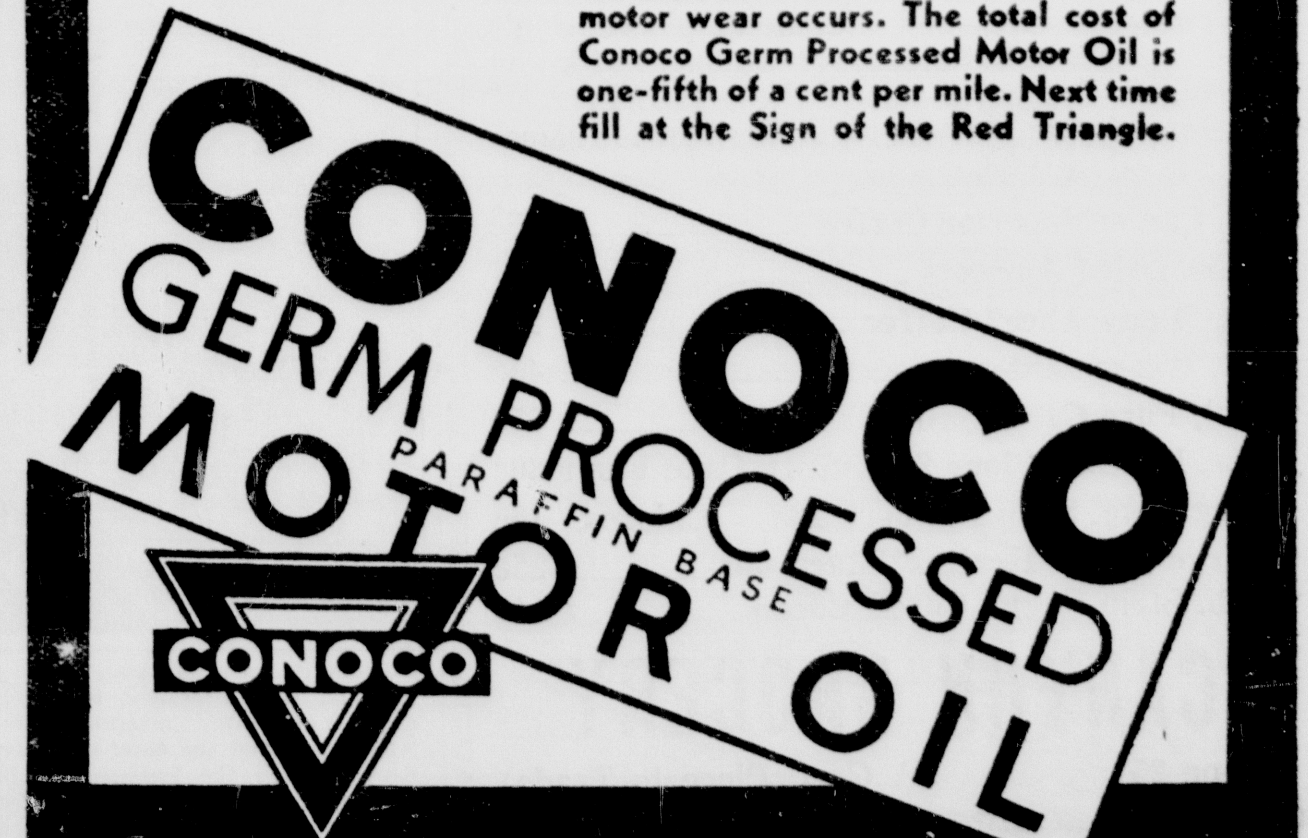 motor wear occurs. The total cost of
Conoco Germ Processed Motor Oil is
one-fifth of a cent per mile. Next time
fill at the Sign of the Red Triangle.
CONOCO
GERM PROCESSED
PARAFFIN BASE
MOTOR OIL
CONOCO